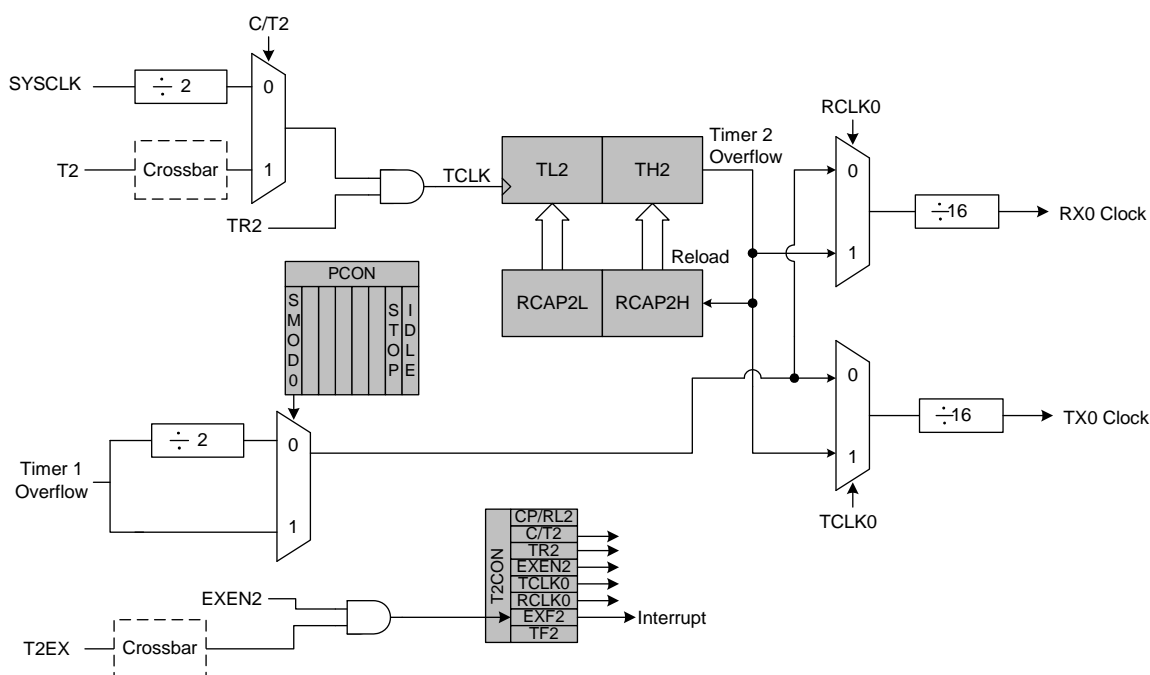 C/T2
SYSCLK
÷ 2
0
T2
Crossbar
1
TR2
TCLK
TL2
TH2
Timer 2
Overflow
RCLK0
0
1
÷16
RX0 Clock
Reload
RCAP2L
RCAP2H
PCON
SMOD0
STOP
IDLE
0
1
÷16
TX0 Clock
TCLK0
Timer 1
Overflow
÷ 2
0
1
T2CON
CP/RL2
C/T2
TR2
EXEN2
TCLK0
RCLK0
EXF2
TF2
Interrupt
EXEN2
T2EX
Crossbar